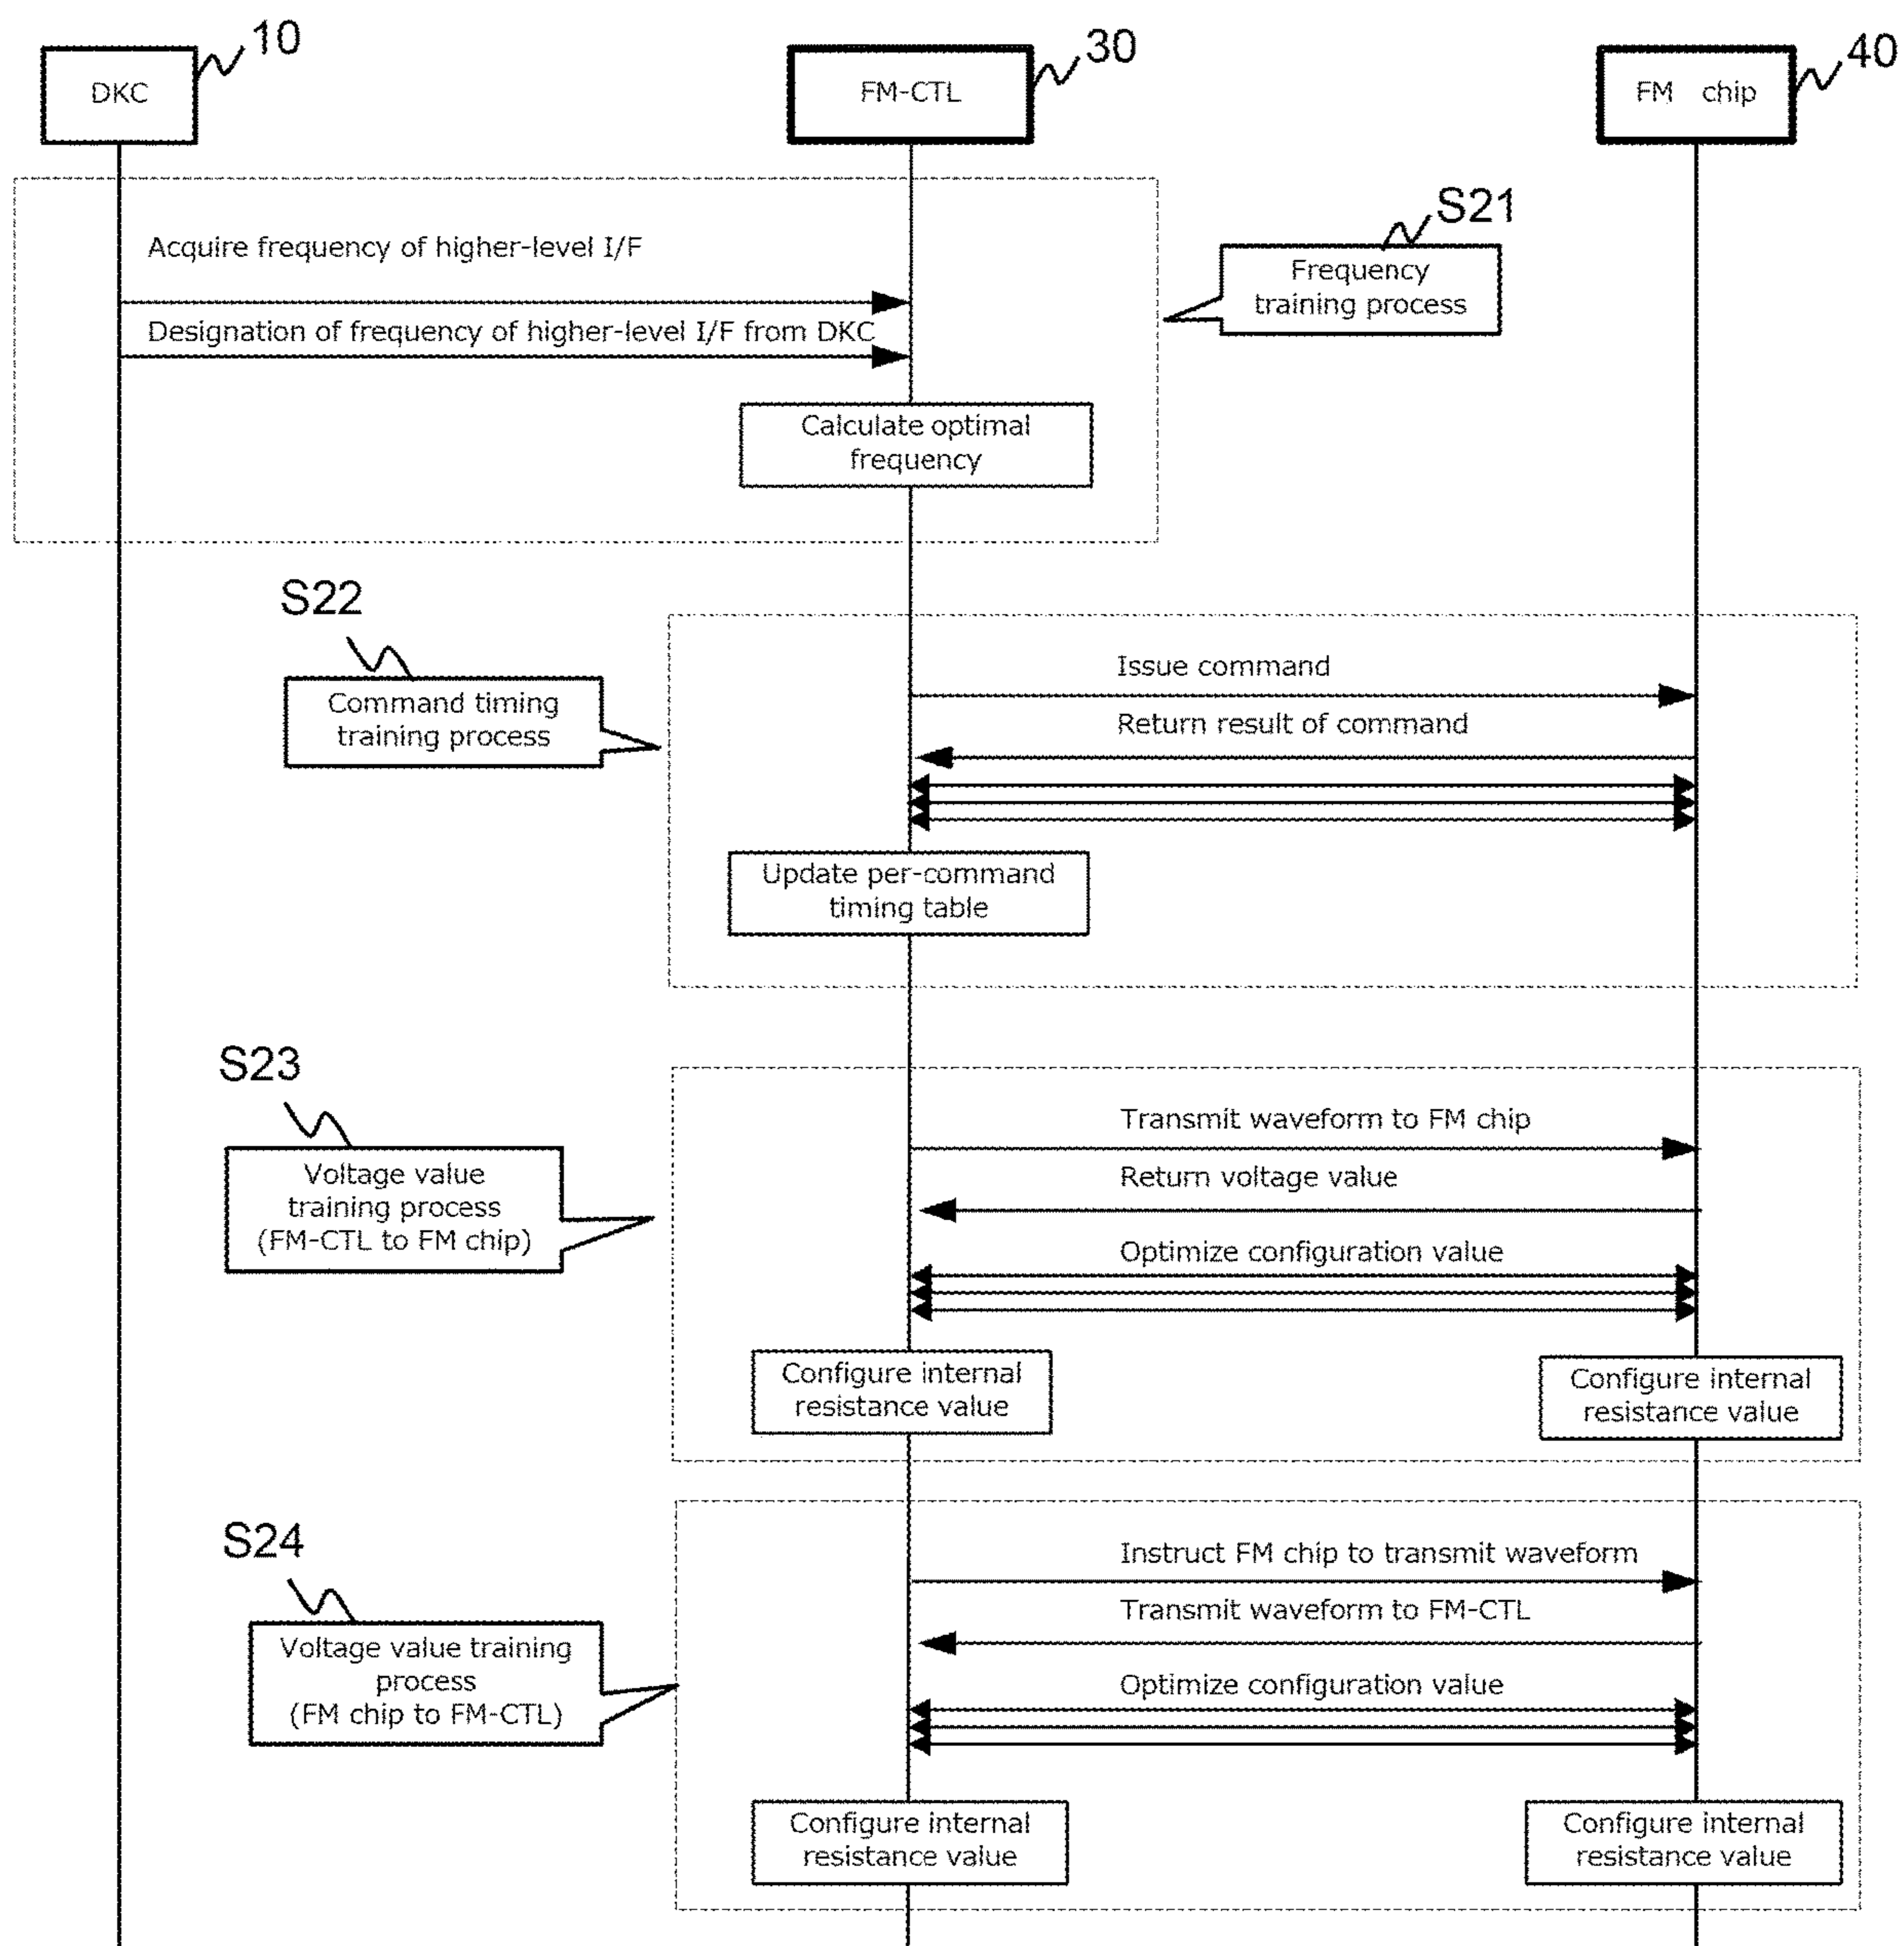 10
30
40
DKC
FM-CTL
FM chip
S21
Acquire frequency of higher-level I/F
Frequency
training process
Designation of frequency of higher-level I/F from DKC
Calculate optimal
frequency
S22
Issue command
Command timing
training process
Return result of command
Update per-command
timing table
S23
Transmit waveform to FM chip
Voltage value
training process
(FM-CTL to FM chip)
Return voltage value
Optimize configuration value
Configure internal
resistance value
Configure internal
resistance value
S24
Instruct FM chip to transmit waveform
Transmit waveform to FM-CTL
Voltage value training
process
(FM chip to FM-CTL)
Optimize configuration value
Configure internal
resistance value
Configure internal
resistance value